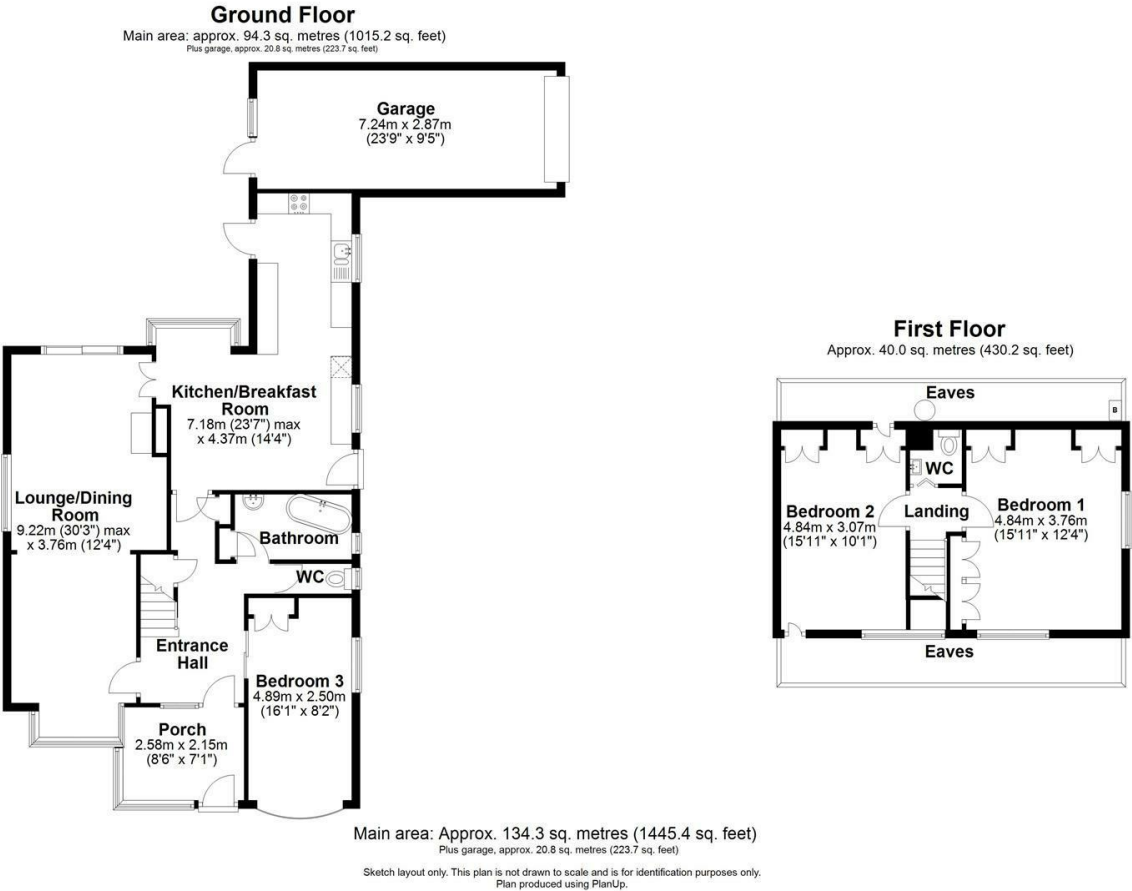 Ground Floor
Main area: approx. 94.3 sq. metres (1015.2 sq. feet)
Plus garage, approx. 20.8 sq. metres (223.7 sq. feet)
Garage
7.24m x 2.87m
(23'9" x 9'5")
Kitchen/Breakfast
Room
7.18m (23'7") max
x 4.37m (14'4")
Lounge/Dining
Room
9.22m (30'3") max
x 3.76m (12'4")
Bathroom
WC
Entrance
Hall
Bedroom 3
4.89m x 2.50m
(16'1" x 8'2")
Porch
2.58m x 2.15m
(8'6" x 7'1")
First Floor
Approx. 40.0 sq. metres (430.2 sq. feet)
Eaves
B
WC
Bedroom 2
4.84m x 3.07m
(15'11" x 10'1")
Landing
Bedroom 1
4.84m x 3.76m
(15'11" x 12'4")
Eaves
Main area: Approx. 134.3 sq. metres (1445.4 sq. feet)
Plus garage, approx. 20.8 sq. metres (223.7 sq. feet)
Sketch layout only. This plan is not drawn to scale and is for identification purposes only.
Plan produced using PlanUp.